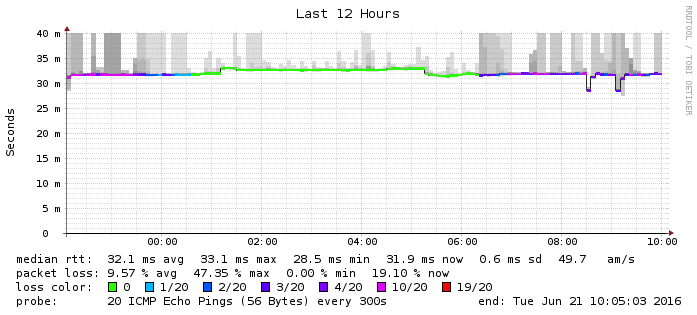 Last 12 Hours
RRDTOOL / TOBI OETIKER
Seconds
40 m
35 m
30 m
25 m
20 m
15 m
10 m
5 m
0
00:00 02:00 04:00 06:00 08:00 10:00
median rtt: 32.1 ms avg 33.1 ms max 28.5 ms min 31.9 ms now 0.6 ms sd 49.7 am/s
packet loss: 9.57 % avg 47.35 % max 0.00 % min 19.10 % now
loss color: 0 1/20 2/20 3/20 4/20 10/20 19/20
probe: 20 ICMP Echo Pings (56 Bytes) every 300s end: Tue Jun 21 10:05:03 2016